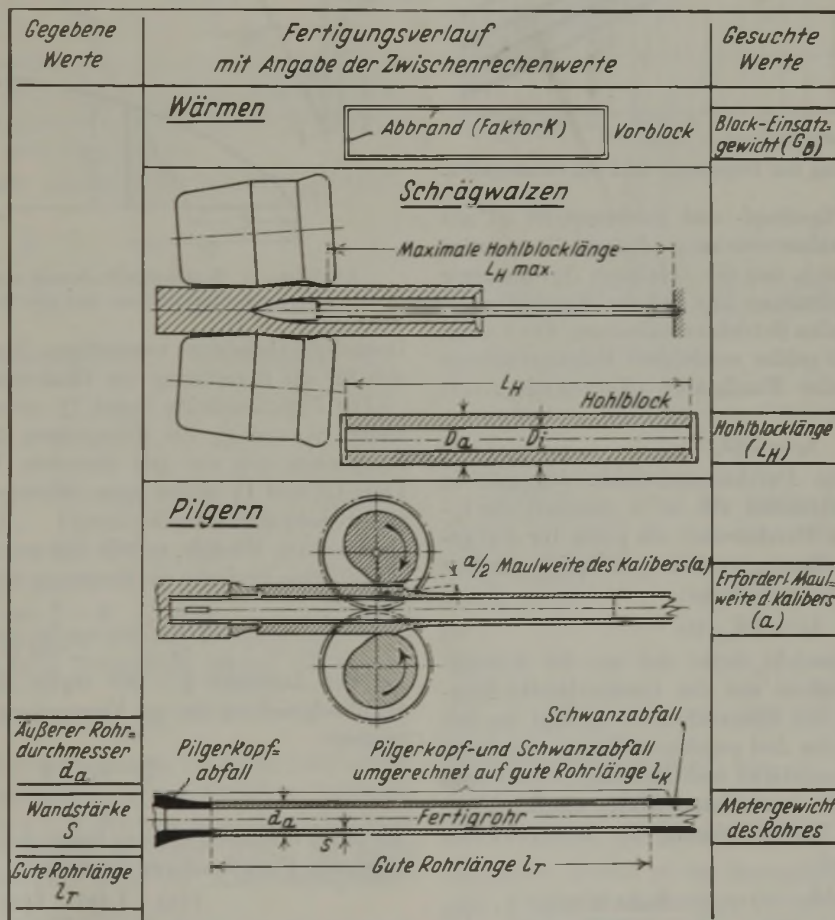 Gegebene
Werte
Fertigungsverlauf
mit Angabe der Zwischenrechenwerte
Gesuchte
Werte
Wärmen
Abbrand (Faktor K)
Vorblock
Block-Einsatz-
gewicht (G_B)
Schrägwalzen
Maximale Hohlblocklänge
L_H max.
L_H
Hohlblock
D_a
D_i
Hohlblocklänge
(L_H)
Pilgern
a/2 Maulweite des Kalibers (a)
Erforderl. Maul=
weite d. Kalibers
(a)
Schwanzabfall
Äußerer Rohr=
durchmesser
d_a
Pilgerkopf=
abfall
Pilgerkopf- und Schwanzabfall
umgerechnet auf gute Rohrlänge l_K
Wandstärke
S
d_a
Fertigrohr
s
Metergewicht
des Rohres
Gute Rohrlänge
l_T
Gute Rohrlänge l_T